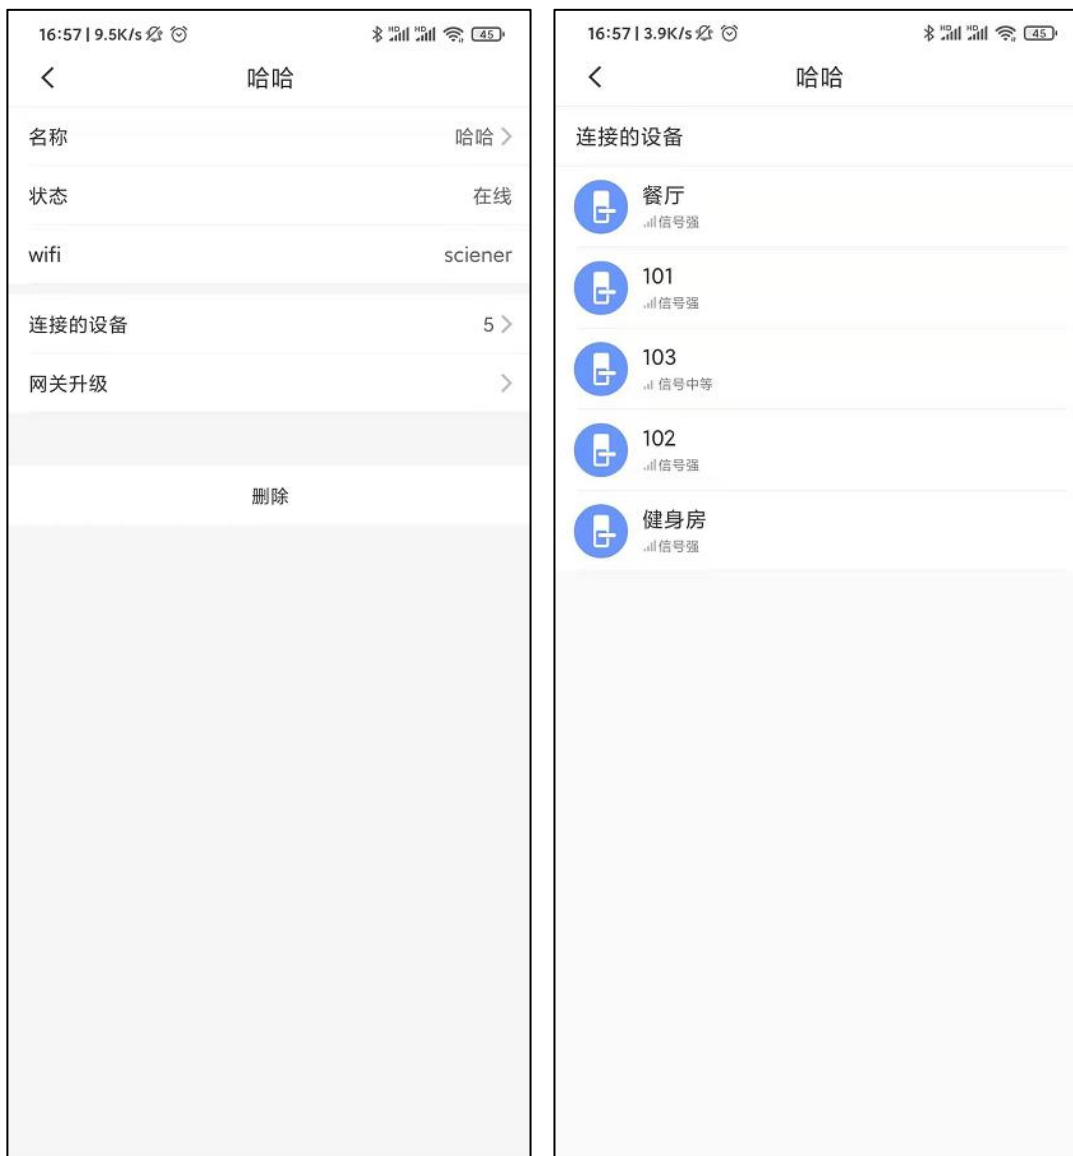 16:57 | 9.5K/s
45
哈哈
名称
哈哈
状态
在线
wifi
sciener
连接的设备
5
网关升级
删除
16:57 | 3.9K/s
45
哈哈
连接的设备
餐厅
信号强
101
信号强
103
信号中等
102
信号强
健身房
信号强